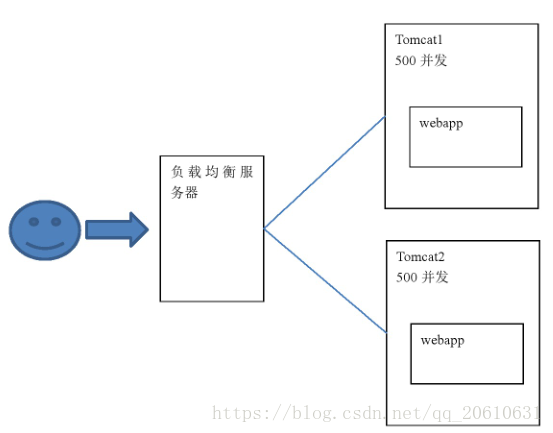 Tomcat1
500 并发
webapp
负载均衡服
务器
Tomcat2
500 并发
webapp
https://blog.csdn.net/qq_20610631